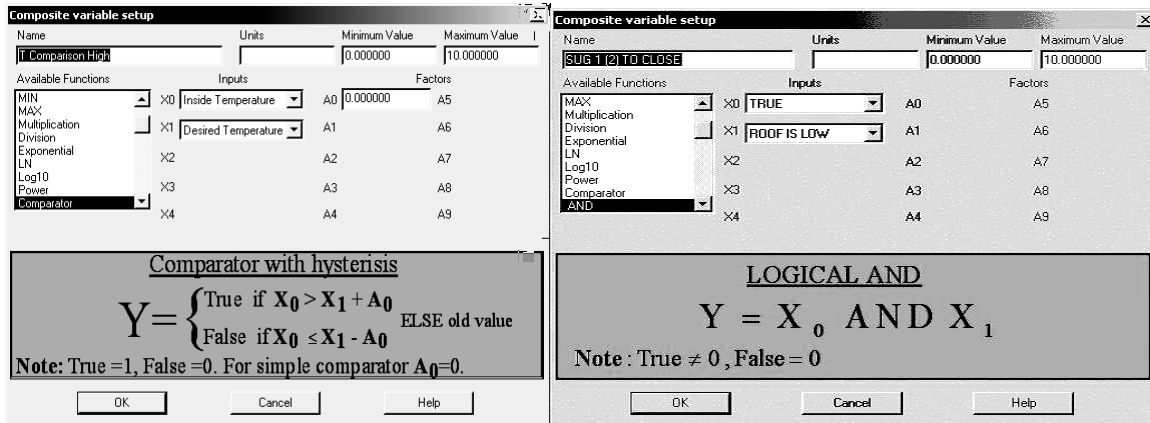 Composite variable setup
Name Units Minimum Value Maximum Value
T Comparison High 0.000000 10.000000
Available Functions Inputs Factors
MIN
MAX
Multiplication
Division
Exponential
LN
Log10
Power
Comparator
X0 Inside Temperature A0 0.000000 A5
X1 Desired Temperature A1 A6
X2 A2 A7
X3 A3 A8
X4 A4 A9
Comparator with hysterisis
Y= { True if X0 > X1 + A0
False if X0 ≤ X1 - A0 ELSE old value
Note: True =1, False =0. For simple comparator A0=0.
OK Cancel Help
Composite variable setup
Name Units Minimum Value Maximum Value
SUG 1 (2) TO CLOSE 0.000000 10.000000
Available Functions Inputs Factors
MAX
Multiplication
Division
Exponential
LN
Log10
Power
Comparator
AND
X0 TRUE A0 A5
X1 ROOF IS LOW A1 A6
X2 A2 A7
X3 A3 A8
X4 A4 A9
LOGICAL AND
Y = X0 AND X1
Note : True ≠ 0 , False = 0
OK Cancel Help